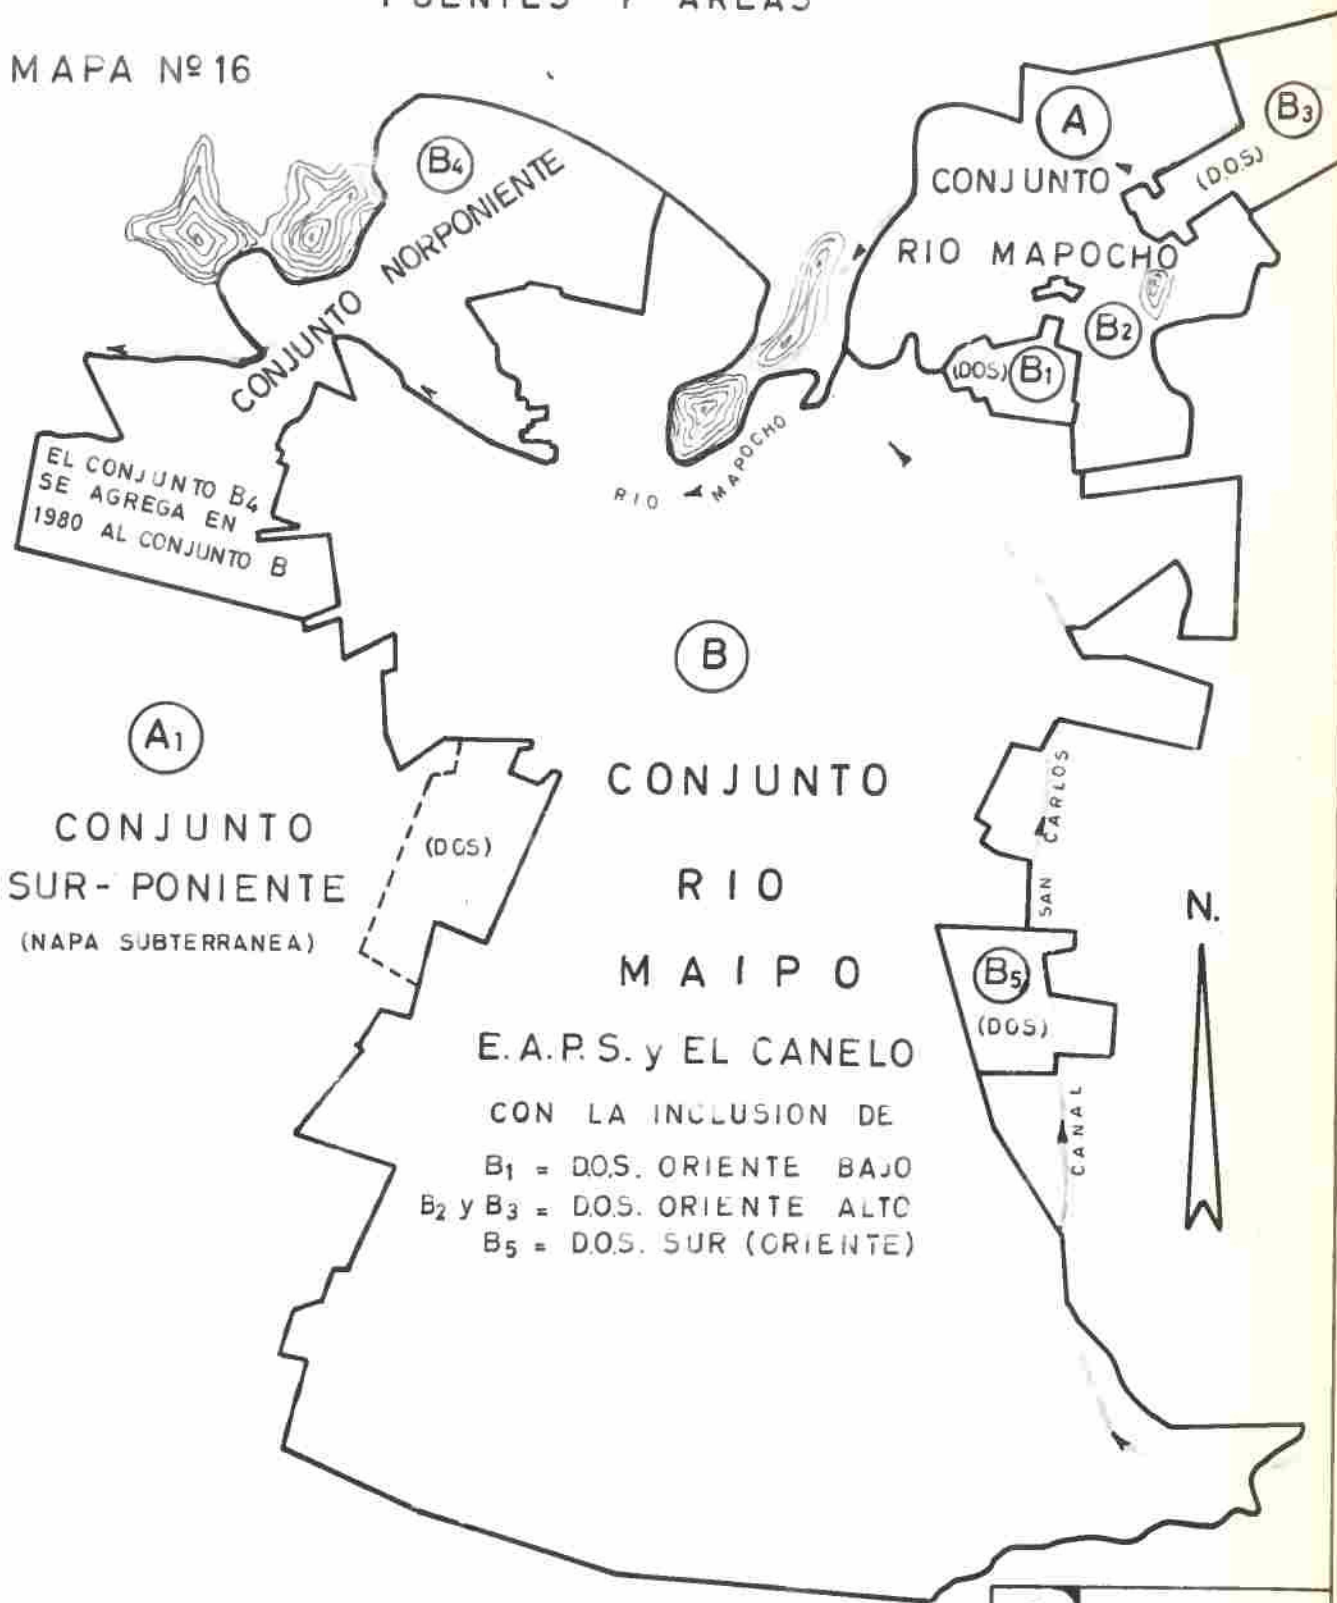 FUENTES Y AREAS
MAPA Nº 16
B4
CONJUNTO NORPONIENTE
A
CONJUNTO
RIO MAPOCHO
B3
(D.O.S)
B2
(DOS) B1
RIO MAPOCHO
EL CONJUNTO B4
SE AGREGA EN
1980 AL CONJUNTO B
B
CONJUNTO
RIO
MAIPO
E.A.P.S. y EL CANELO
CON LA INCLUSION DE
B1 = D.O.S. ORIENTE BAJO
B2 y B3 = D.O.S. ORIENTE ALTO
B5 = D.O.S. SUR (ORIENTE)
A1
CONJUNTO
SUR-PONIENTE
(NAPA SUBTERRANEA)
(DOS)
CANAL SAN CARLOS
B5
(DOS)
N.